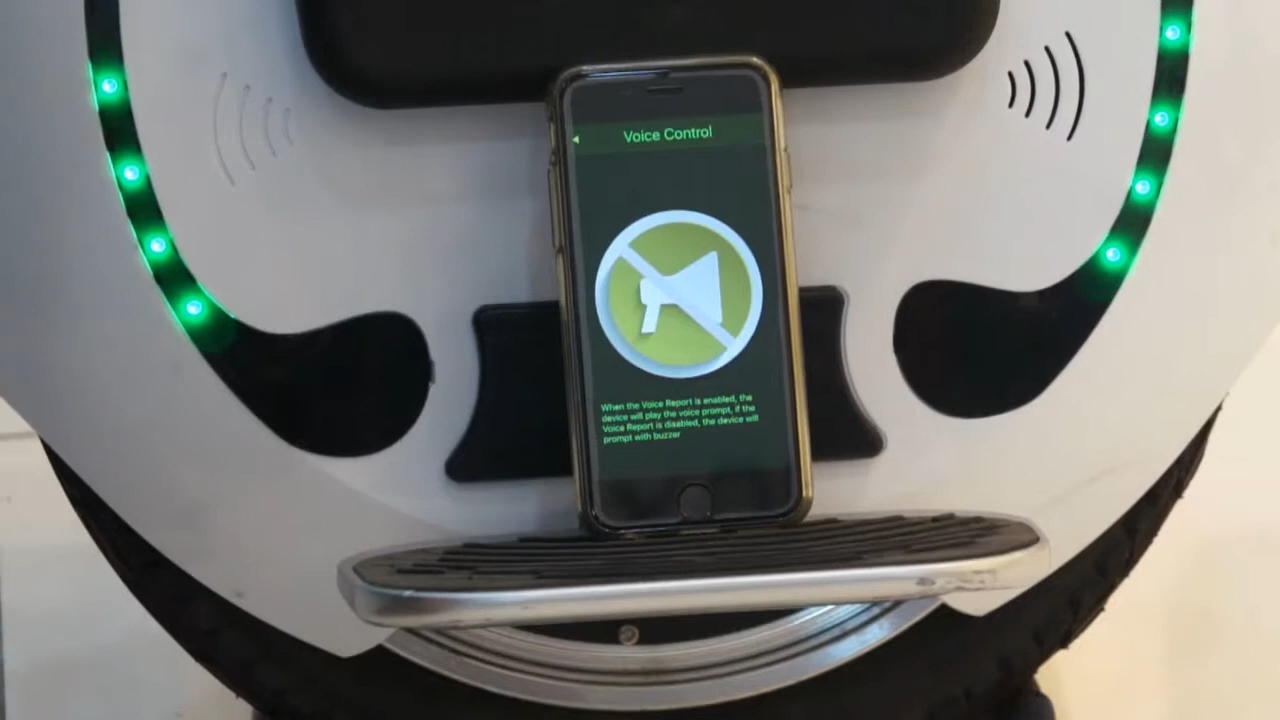 Voice Control
When the Voice Report is enabled, the
device will play the voice prompt, if the
Voice Report is disabled, the device will
prompt with buzzer